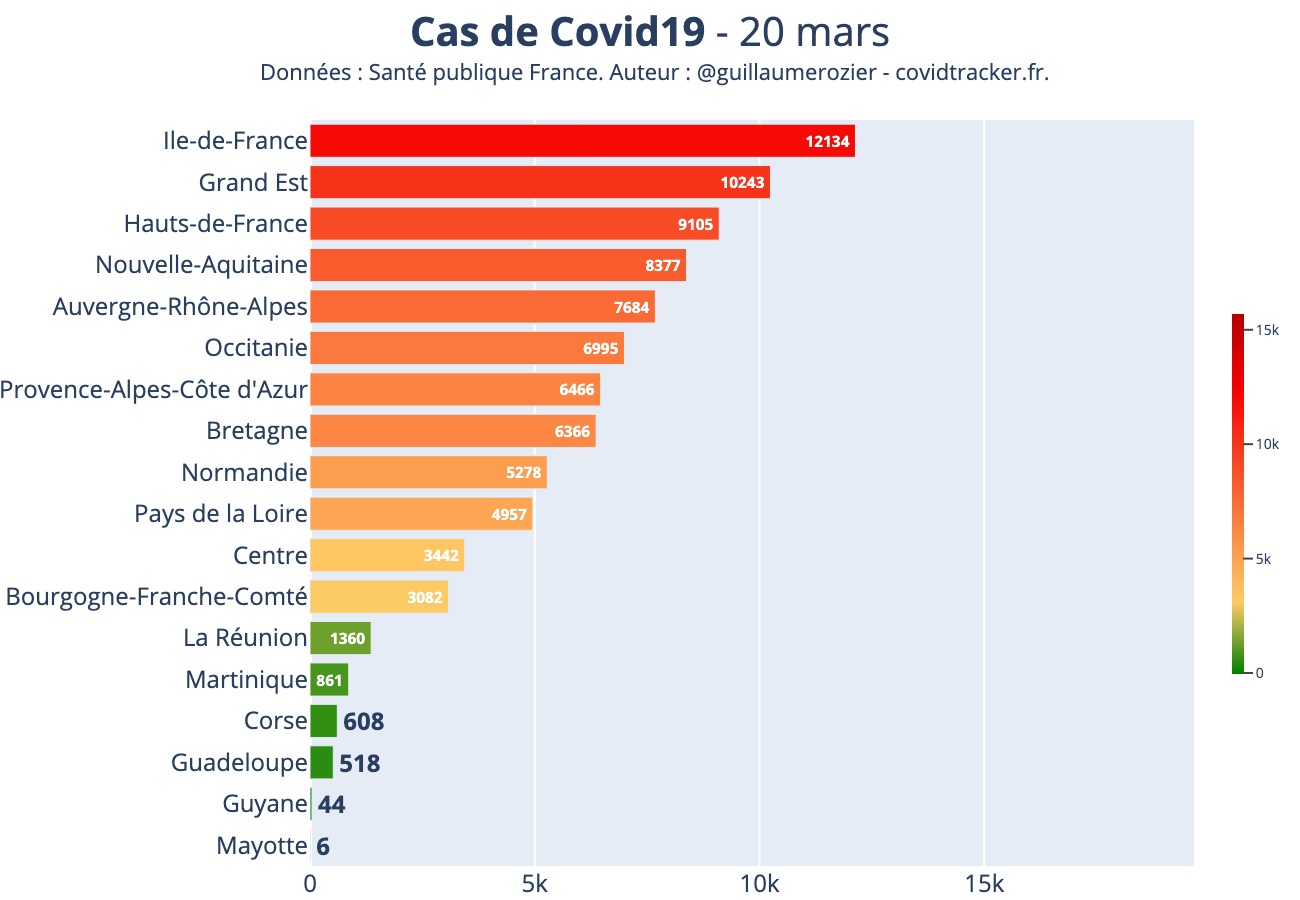 Cas de Covid19 - 20 mars
Données : Santé publique France. Auteur : @guillaumerozier - covidtracker.fr.
Ile-de-France 12134
Grand Est 10243
Hauts-de-France 9105
Nouvelle-Aquitaine 8377
Auvergne-Rhône-Alpes 7684
Occitanie 6995
Provence-Alpes-Côte d'Azur 6466
Bretagne 6366
Normandie 5278
Pays de la Loire 4957
Centre 3442
Bourgogne-Franche-Comté 3082
La Réunion 1360
Martinique 861
Corse 608
Guadeloupe 518
Guyane 44
Mayotte 6
0 5k 10k 15k
15k
10k
5k
0